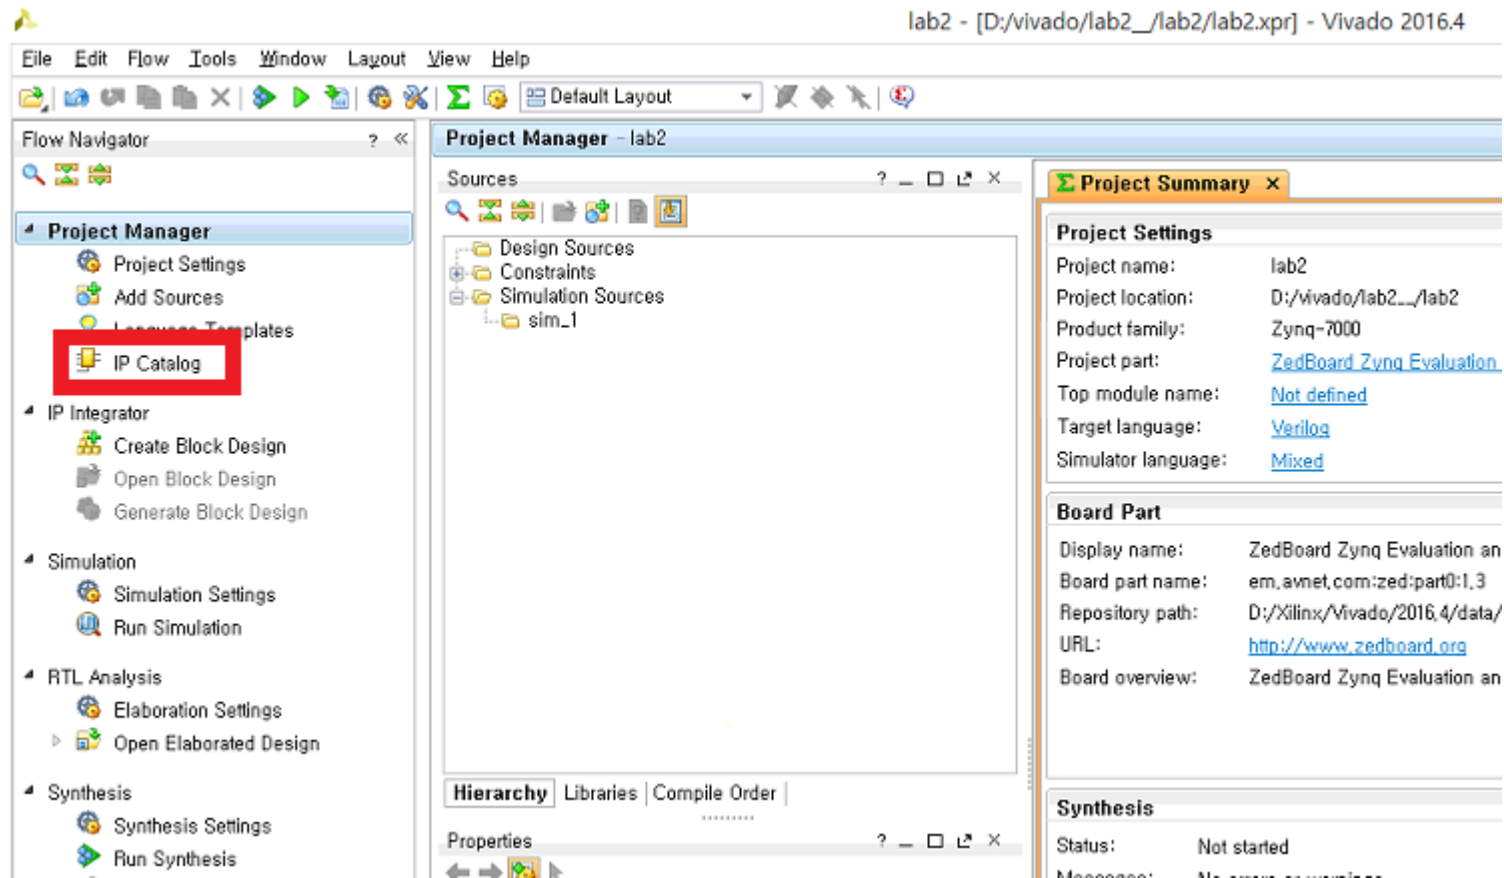 lab2 - [D:/vivado/lab2__/lab2/lab2.xpr] - Vivado 2016.4
File Edit Flow Tools Window Layout View Help
Default Layout
Flow Navigator ? «
Project Manager
Project Settings
Add Sources
Language Templates
IP Catalog
IP Integrator
Create Block Design
Open Block Design
Generate Block Design
Simulation
Simulation Settings
Run Simulation
RTL Analysis
Elaboration Settings
Open Elaborated Design
Synthesis
Synthesis Settings
Run Synthesis
Project Manager - lab2
Sources
Design Sources
Constraints
Simulation Sources
sim_1
Hierarchy Libraries Compile Order
Properties
Project Summary
Project Settings
Project name: lab2
Project location: D:/vivado/lab2__/lab2
Product family: Zynq-7000
Project part: ZedBoard Zynq Evaluation
Top module name: Not defined
Target language: Verilog
Simulator language: Mixed
Board Part
Display name: ZedBoard Zynq Evaluation an
Board part name: em.avnet.com:zed:part0:1.3
Repository path: D:/Xilinx/Vivado/2016.4/data/
URL: http://www.zedboard.org
Board overview: ZedBoard Zynq Evaluation an
Synthesis
Status: Not started
Messages: No errors or warnings